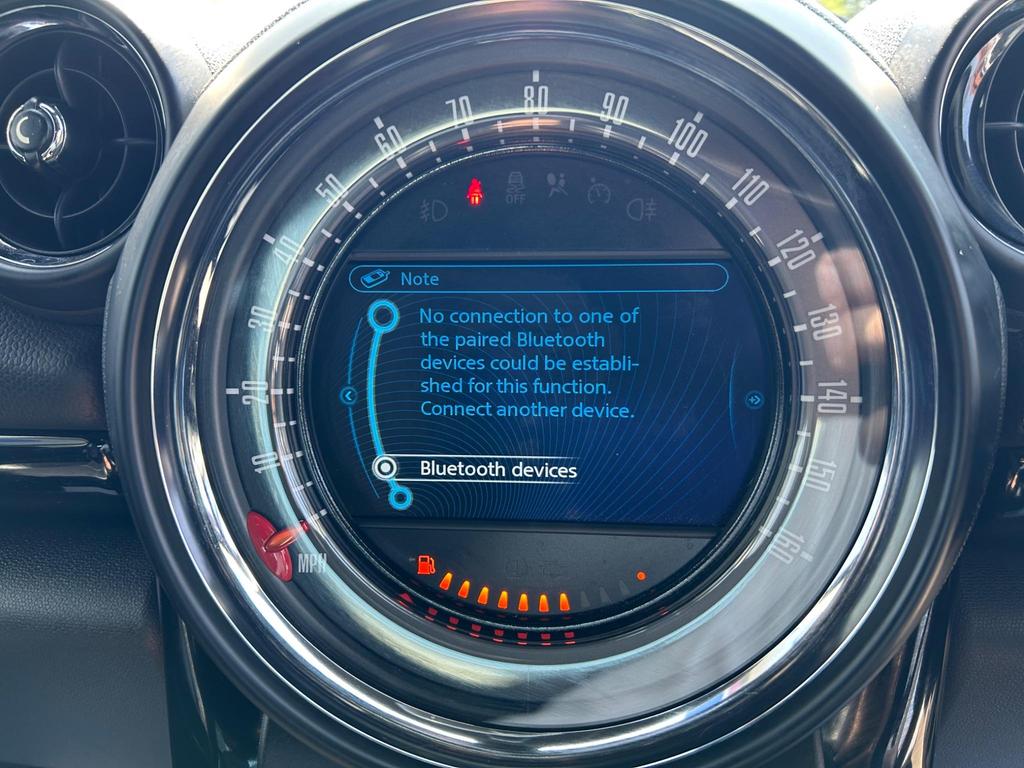 80
70
90
60
100
50
110
OFF
40
120
Note
30
No connection to one of
130
the paired Bluetooth
devices could be establi-
shed for this function.
20
140
Connect another device.
10
Bluetooth devices
150
160
MPH